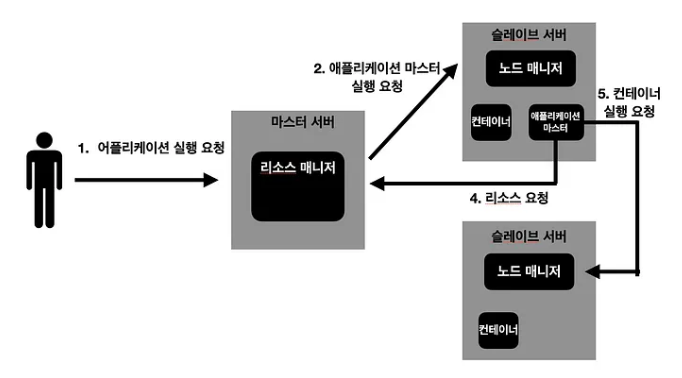 1. 어플리케이션 실행 요청
마스터 서버
리소스 매니저
2. 애플리케이션 마스터
실행 요청
슬레이브 서버
노드 매니저
컨테이너
애플리케이션
마스터
5. 컨테이너
실행 요청
4. 리소스 요청
슬레이브 서버
노드 매니저
컨테이너